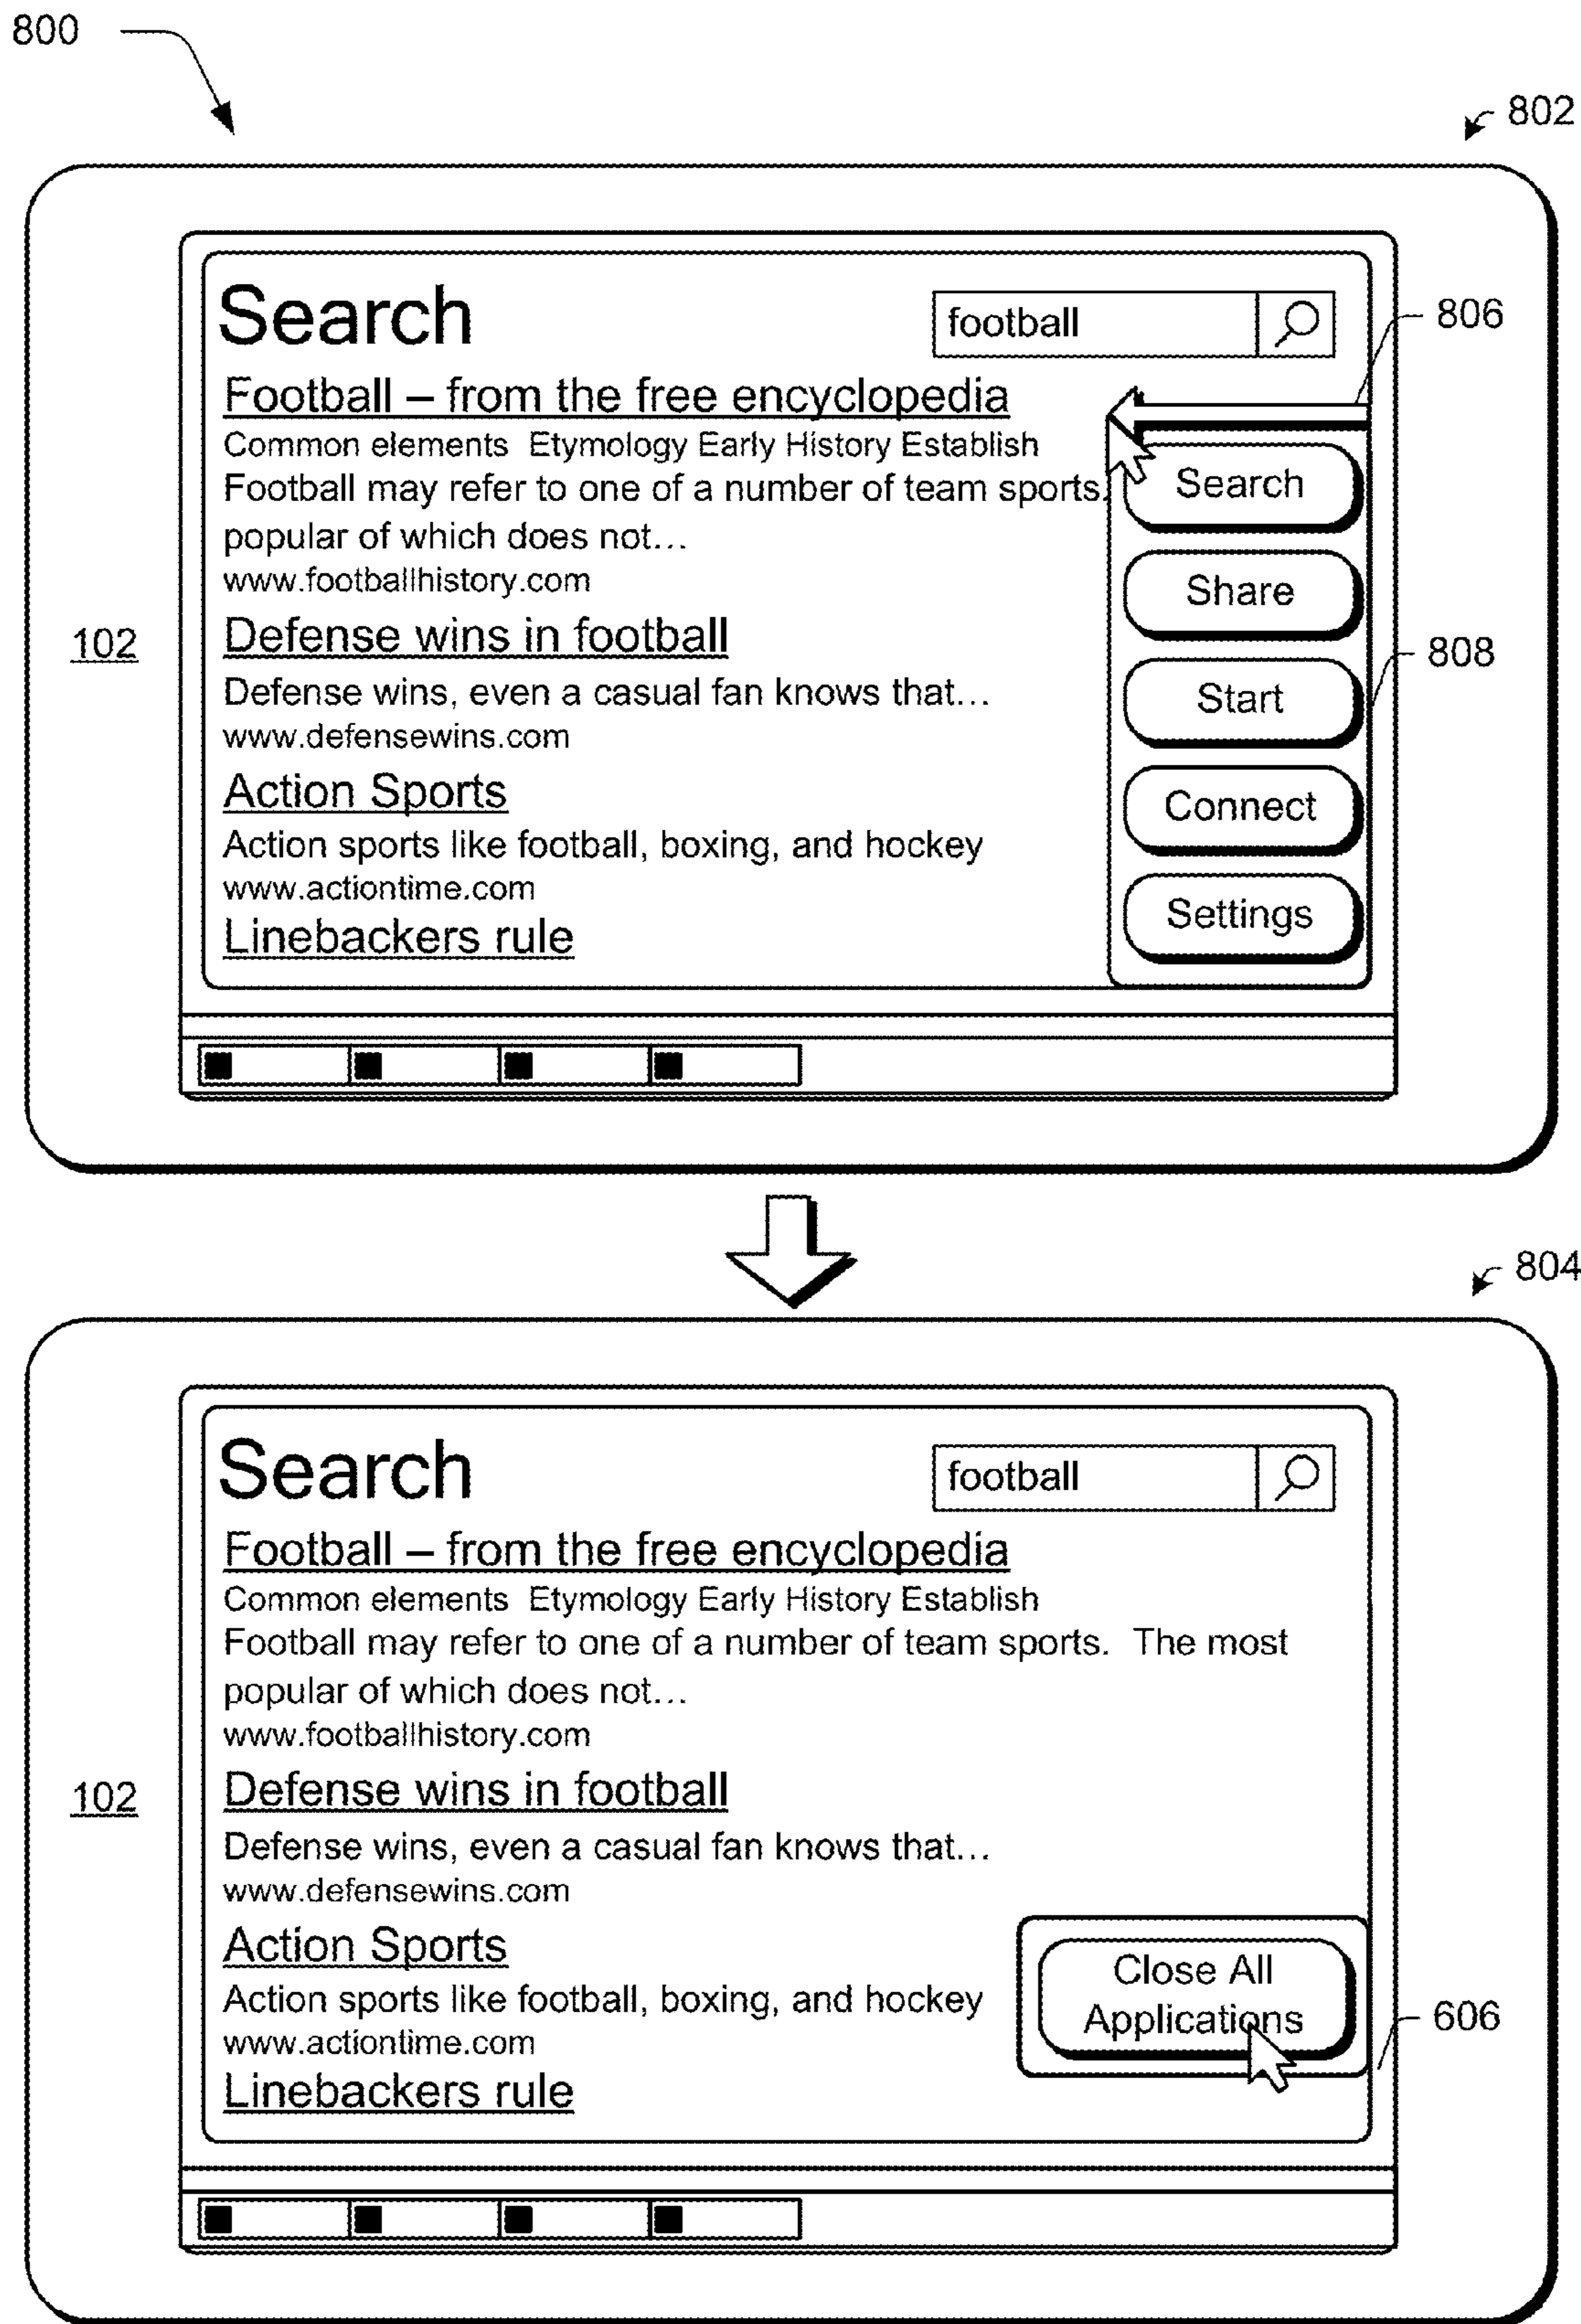 800
802
Search
football
806
Football – from the free encyclopedia
Common elements Etymology Early History Establish
Football may refer to one of a number of team sports.
popular of which does not...
www.footballhistory.com
102
Defense wins in football
Defense wins, even a casual fan knows that...
www.defensewins.com
Action Sports
Action sports like football, boxing, and hockey
www.actiontime.com
Linebackers rule
Search
Share
Start
808
Connect
Settings
804
Search
football
Football – from the free encyclopedia
Common elements Etymology Early History Establish
Football may refer to one of a number of team sports. The most
popular of which does not...
www.footballhistory.com
102
Defense wins in football
Defense wins, even a casual fan knows that...
www.defensewins.com
Action Sports
Action sports like football, boxing, and hockey
www.actiontime.com
Linebackers rule
Close All
Applications
606